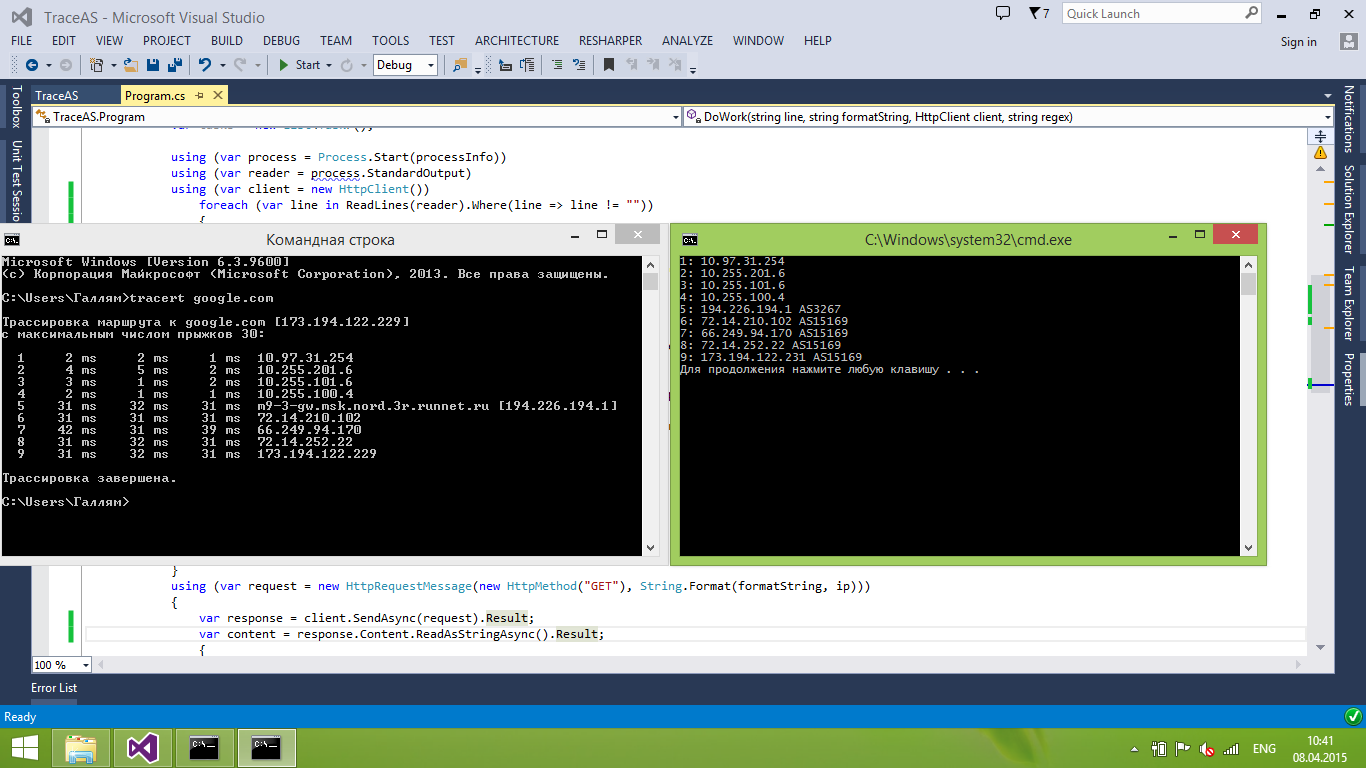 TraceAS - Microsoft Visual Studio
7
Quick Launch
FILE EDIT VIEW PROJECT BUILD DEBUG TEAM TOOLS TEST ARCHITECTURE RESHARPER ANALYZE WINDOW HELP
Sign in
Start Debug
Toolbox
Unit Test Sessio
TraceAS Program.cs
TraceAS.Program
DoWork(string line, string formatString, HttpClient client, string regex)
using (var process = Process.Start(processInfo))
using (var reader = process.StandardOutput)
using (var client = new HttpClient())
foreach (var line in ReadLines(reader).Where(line => line != ""))
{
Notifications
Solution Explorer
Team Explorer
Properties
Командная строка
Microsoft Windows [Version 6.3.9600]
(c) Корпорация Майкрософт (Microsoft Corporation), 2013. Все права защищены.
C:\Users\Галлям>tracert google.com
Трассировка маршрута к google.com [173.194.122.229]
с максимальным числом прыжков 30:
1 2 ms 2 ms 1 ms 10.97.31.254
2 4 ms 5 ms 2 ms 10.255.201.6
3 3 ms 1 ms 2 ms 10.255.101.6
4 2 ms 1 ms 1 ms 10.255.100.4
5 31 ms 32 ms 31 ms m9-3-gw.msk.nord.3r.runnet.ru [194.226.194.1]
6 31 ms 31 ms 31 ms 72.14.210.102
7 42 ms 31 ms 39 ms 66.249.94.170
8 31 ms 32 ms 31 ms 72.14.252.22
9 31 ms 32 ms 31 ms 173.194.122.229
Трассировка завершена.
C:\Users\Галлям>
C:\Windows\system32\cmd.exe
1: 10.97.31.254
2: 10.255.201.6
3: 10.255.101.6
4: 10.255.100.4
5: 194.226.194.1 AS3267
6: 72.14.210.102 AS15169
7: 66.249.94.170 AS15169
8: 72.14.252.22 AS15169
9: 173.194.122.231 AS15169
Для продолжения нажмите любую клавишу . . .
}
using (var request = new HttpRequestMessage(new HttpMethod("GET"), String.Format(formatString, ip)))
{
var response = client.SendAsync(request).Result;
var content = response.Content.ReadAsStringAsync().Result;
{
100 %
Error List
Ready
ENG
10:41
08.04.2015